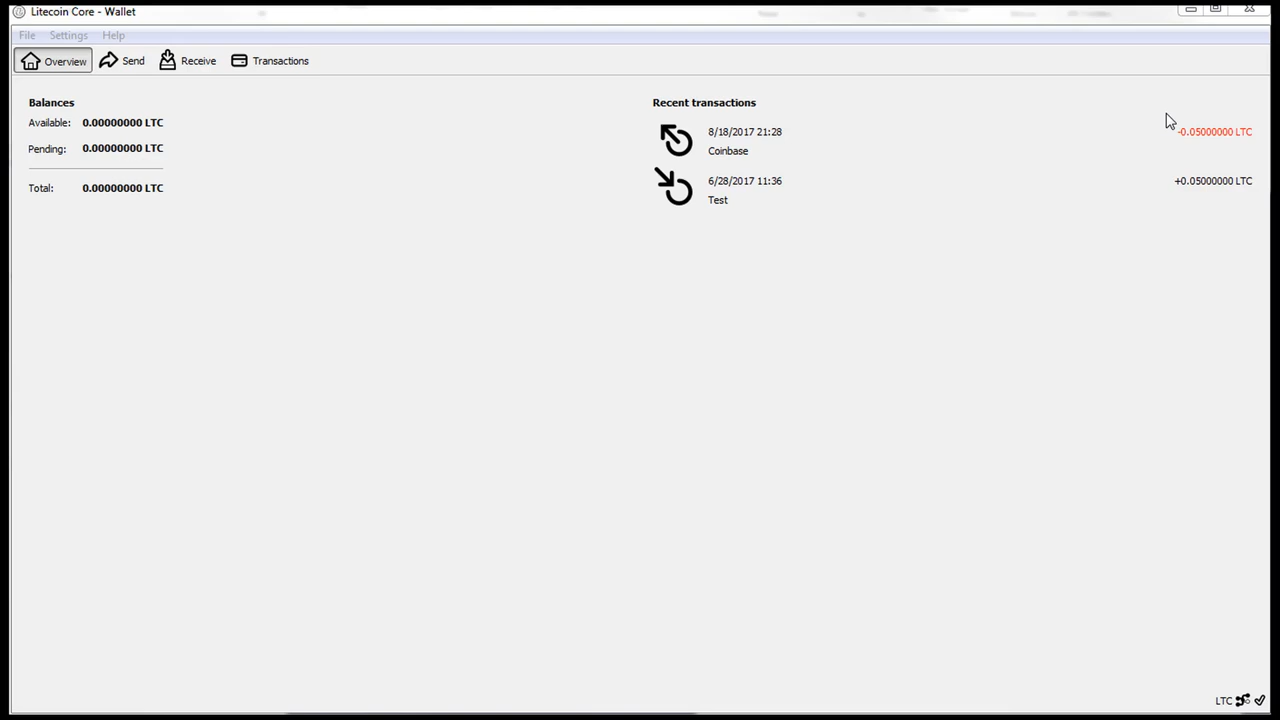 Litecoin Core - Wallet
File Settings Help
Overview Send Receive Transactions
Balances
Available: 0.00000000 LTC
Pending: 0.00000000 LTC
Total: 0.00000000 LTC
Recent transactions
8/18/2017 21:28 -0.05000000 LTC
Coinbase
6/28/2017 11:36 +0.05000000 LTC
Test
LTC